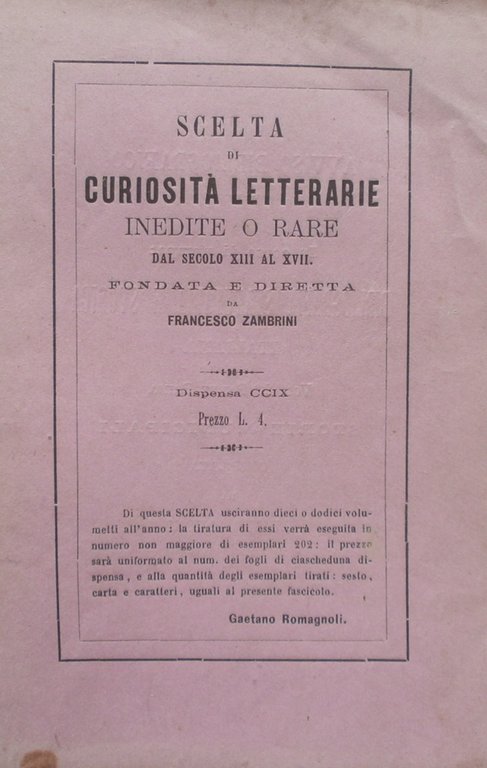 SCELTA
DI
CURIOSITÀ LETTERARIE
INEDITE O RARE
DAL SECOLO XIII AL XVII.
FONDATA E DIRETTA
DA
FRANCESCO ZAMBRINI
Dispensa CCIX
Prezzo L. 4.
Di questa SCELTA usciranno dieci o dodici volu-
metti all'anno: la tiratura di essi verrà eseguita in
numero non maggiore di esemplari 202: il prezzo
sarà uniformato al num. dei fogli di ciascheduna di-
spensa, e alla quantità degli esemplari tirati: sesto,
carta e caratteri, uguali al presente fascicolo.
Gaetano Romagnoli.